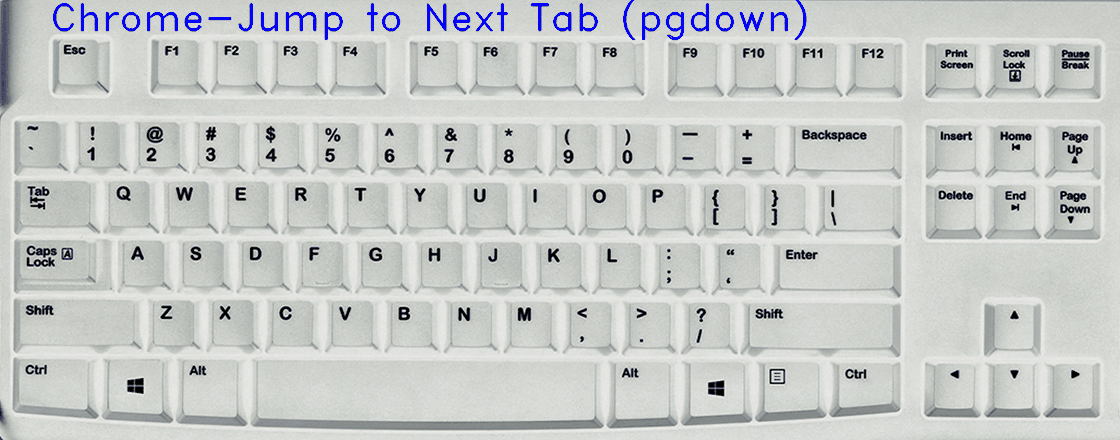 Chrome-Jump to Next Tab (pgdown)
Esc F1 F2 F3 F4 F5 F6 F7 F8 F9 F10 F11 F12 Print Screen Scroll Lock Pause Break
~ ! @ # $ % ^ & * ( ) — + Backspace Insert Home Page Up
` 1 2 3 4 5 6 7 8 9 0 - =
Tab Q W E R T Y U I O P { [ } ] | \ Delete End Page Down
Caps Lock A S D F G H J K L : ; “ ‘ Enter
Shift Z X C V B N M < , > . ? / Shift
Ctrl Alt Alt Ctrl